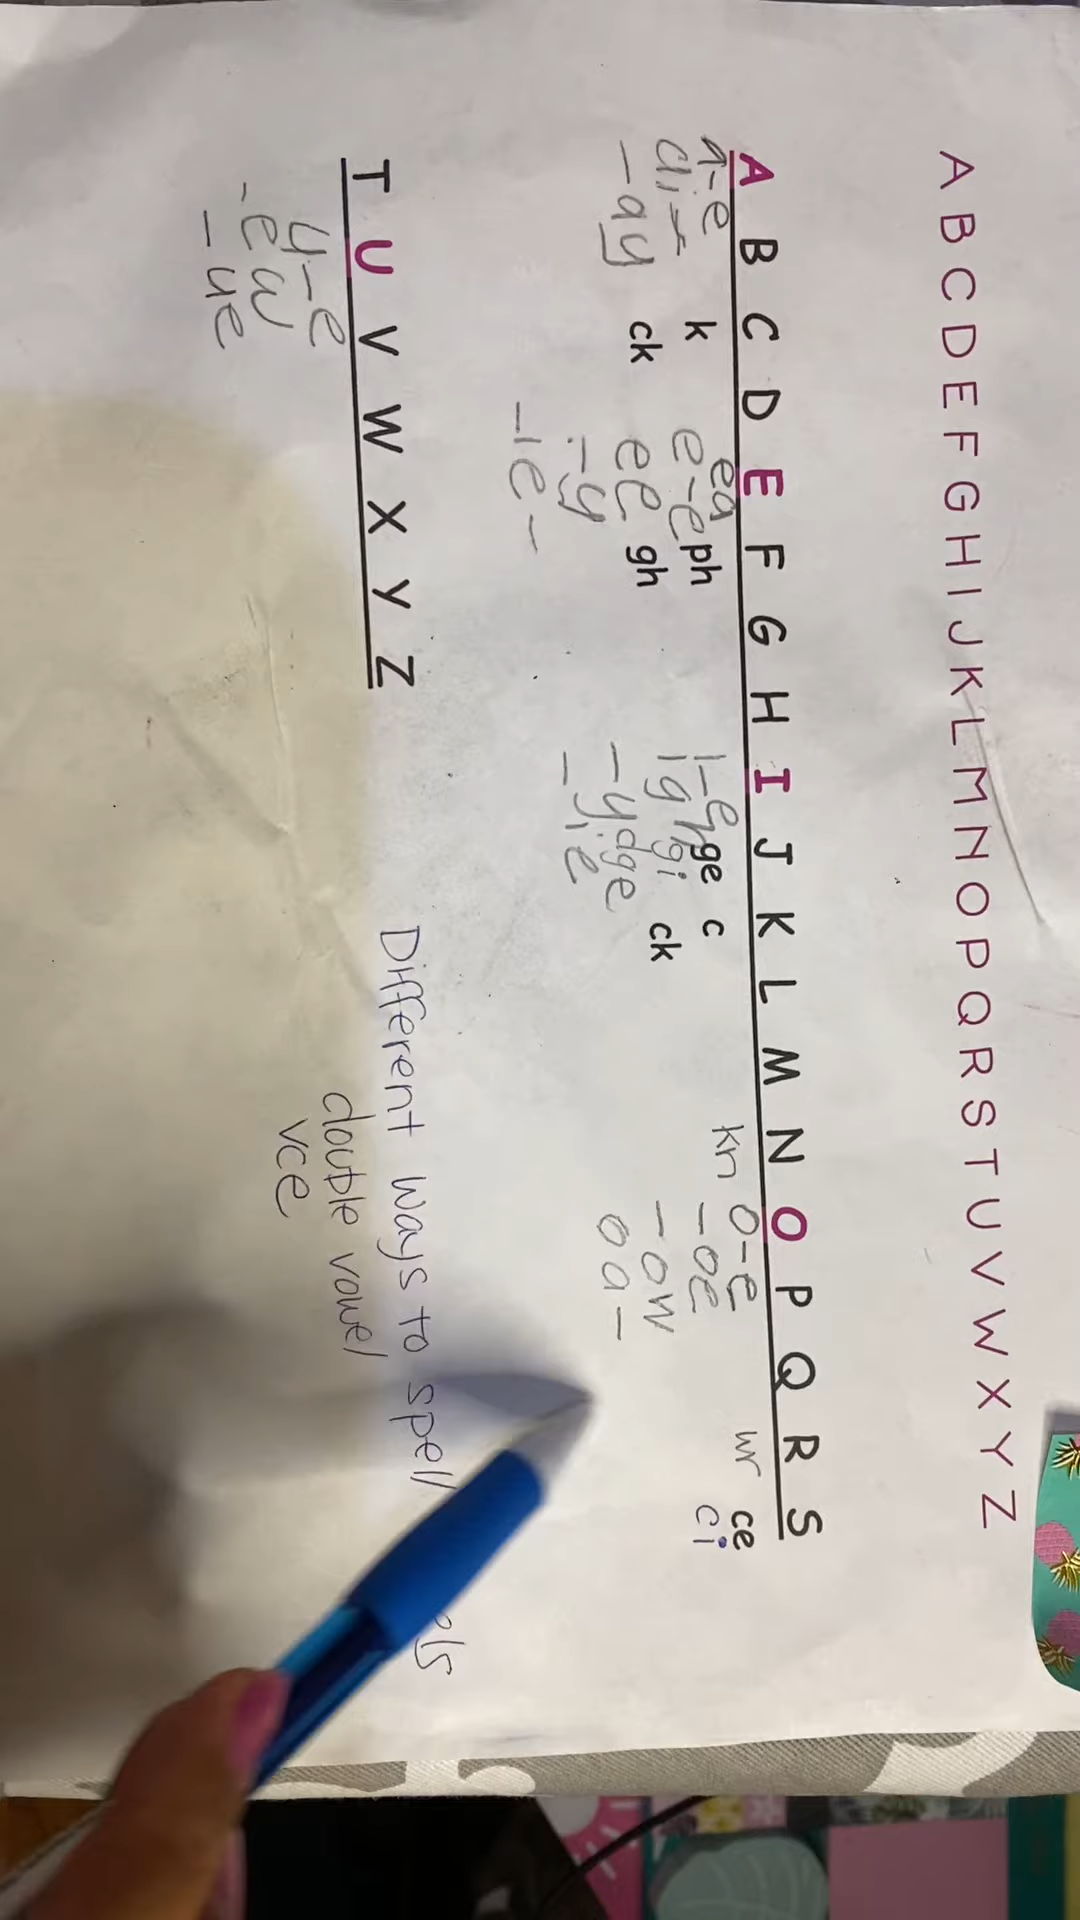 A B C D E F G H I J K L M N O P Q R S T U V W X Y Z
A B C D E F G H I J K L M N O P Q R S
a-e k ea ph i-e ge c kn o-e wr ce
ai- ck e-e gh igh gi ck -oe ci
-ay ee -y dge -ow
-y -ie oa-
-ie-
T U V W X Y Z
u-e
-ew
-ue
Different ways to spell
double vowel
vce